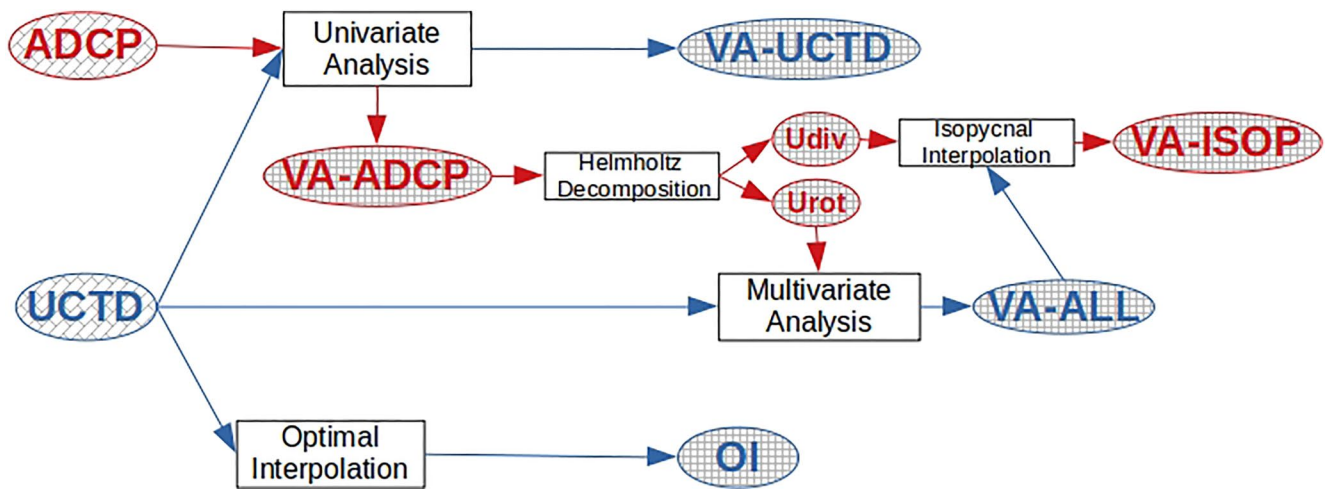 ADCP
Univariate
Analysis
VA-UCTD
VA-ADCP
Helmholtz
Decomposition
Udiv
Urot
Isopycnal
Interpolation
VA-ISOP
UCTD
Multivariate
Analysis
VA-ALL
Optimal
Interpolation
OI